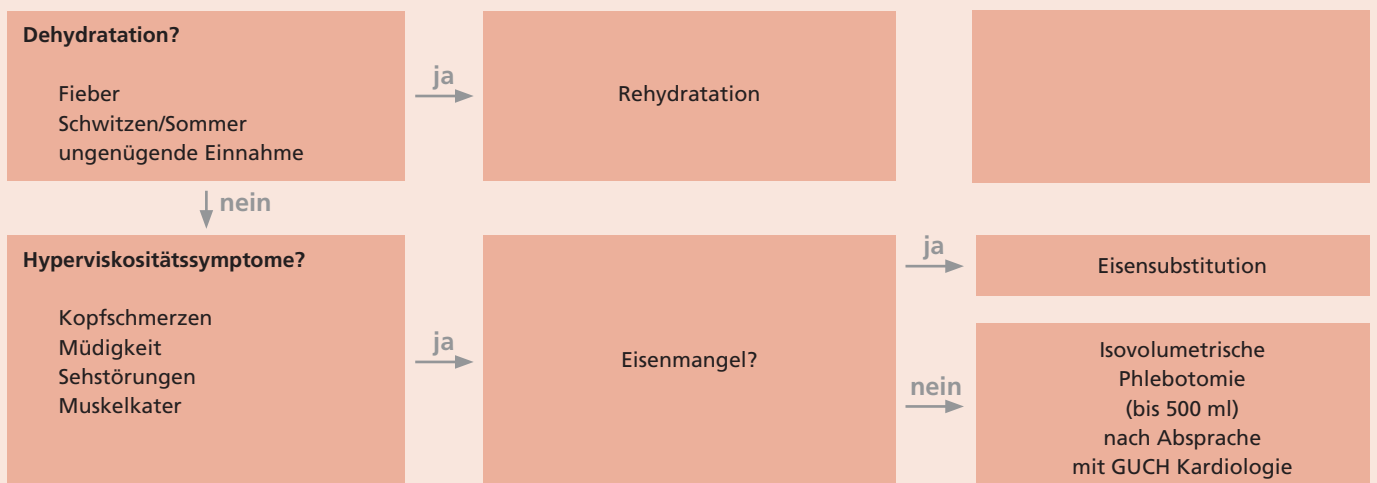 Dehydratation?
Fieber
Schwitzen/Sommer
ungenügende Einnahme
ja
Rehydratation
nein
Hyperviskositätssymptome?
Kopfschmerzen
Müdigkeit
Sehstörungen
Muskelkater
ja
Eisenmangel?
ja
Eisensubstitution
nein
Isovolumetrische
Phlebotomie
(bis 500 ml)
nach Absprache
mit GUCH Kardiologie